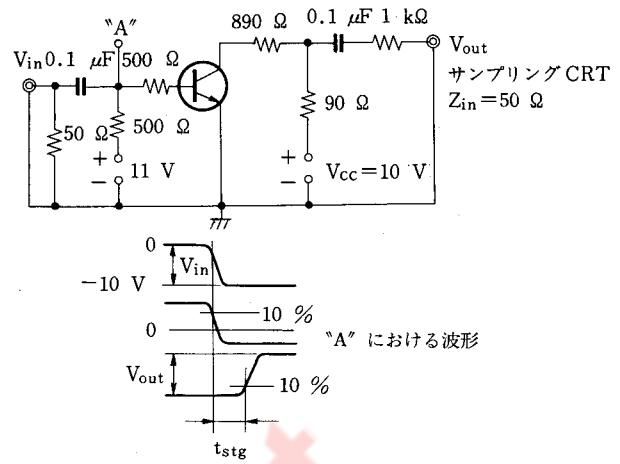 "A"
Vin 0.1 μF 500 Ω
50 Ω
500 Ω
+
−
11 V
890 Ω 0.1 μF 1 kΩ
Vout
サンプリングCRT
Zin=50 Ω
90 Ω
+
−
Vcc=10 V
0
−10 V
Vin
10 %
0
"A" における波形
Vout
10 %
tstg